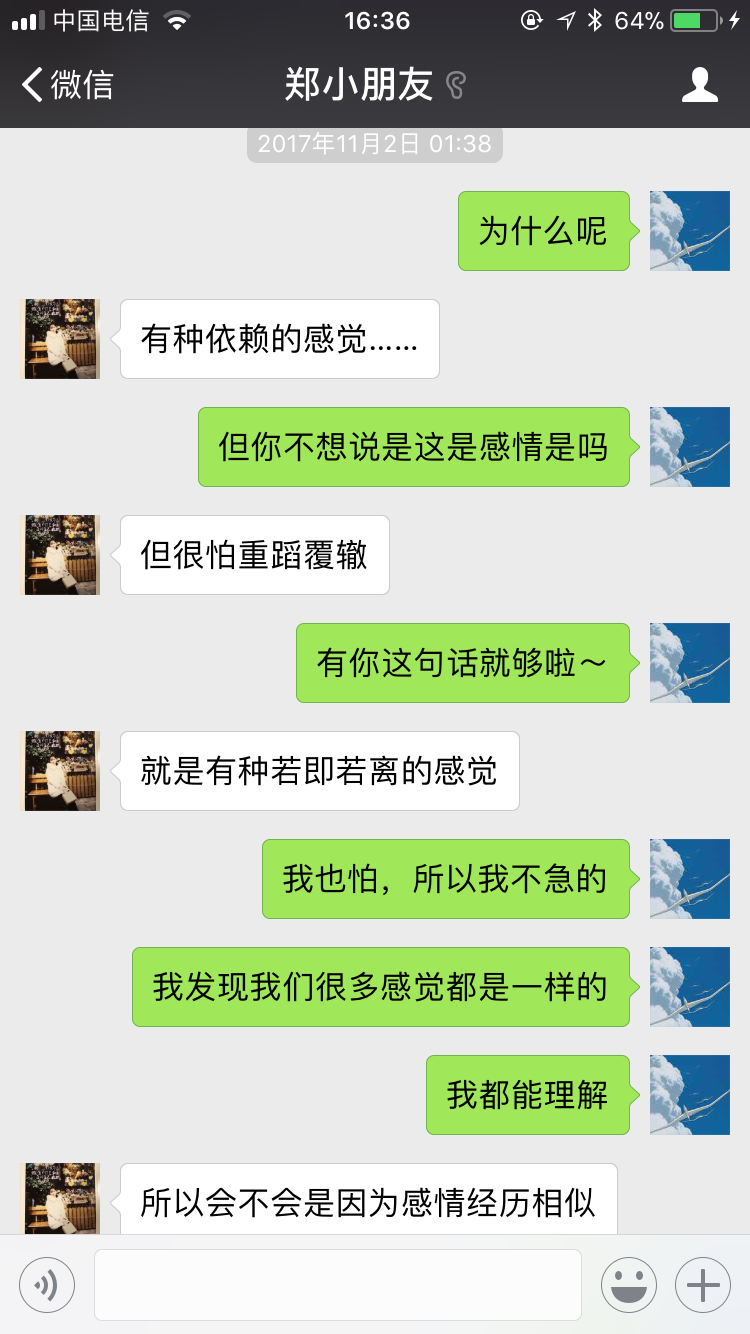 中国电信 16:36 64%
微信 郑小朋友
2017年11月2日 01:38
为什么呢
有种依赖的感觉……
但你不想说是这是感情是吗
但很怕重蹈覆辙
有你这句话就够啦～
就是有种若即若离的感觉
我也怕，所以我不急的
我发现我们很多感觉都是一样的
我都能理解
所以会不会是因为感情经历相似